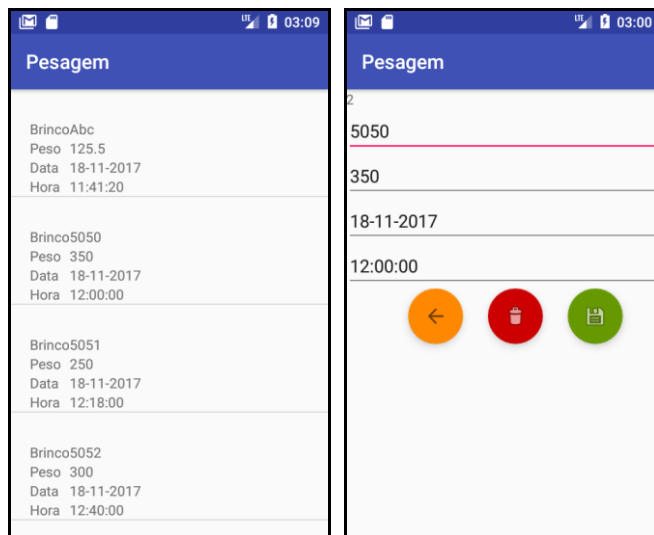 LTE 03:09
Pesagem
BrincoAbc
Peso 125.5
Data 18-11-2017
Hora 11:41:20
Brinco5050
Peso 350
Data 18-11-2017
Hora 12:00:00
Brinco5051
Peso 250
Data 18-11-2017
Hora 12:18:00
Brinco5052
Peso 300
Data 18-11-2017
Hora 12:40:00
LTE 03:00
Pesagem
2
5050
350
18-11-2017
12:00:00